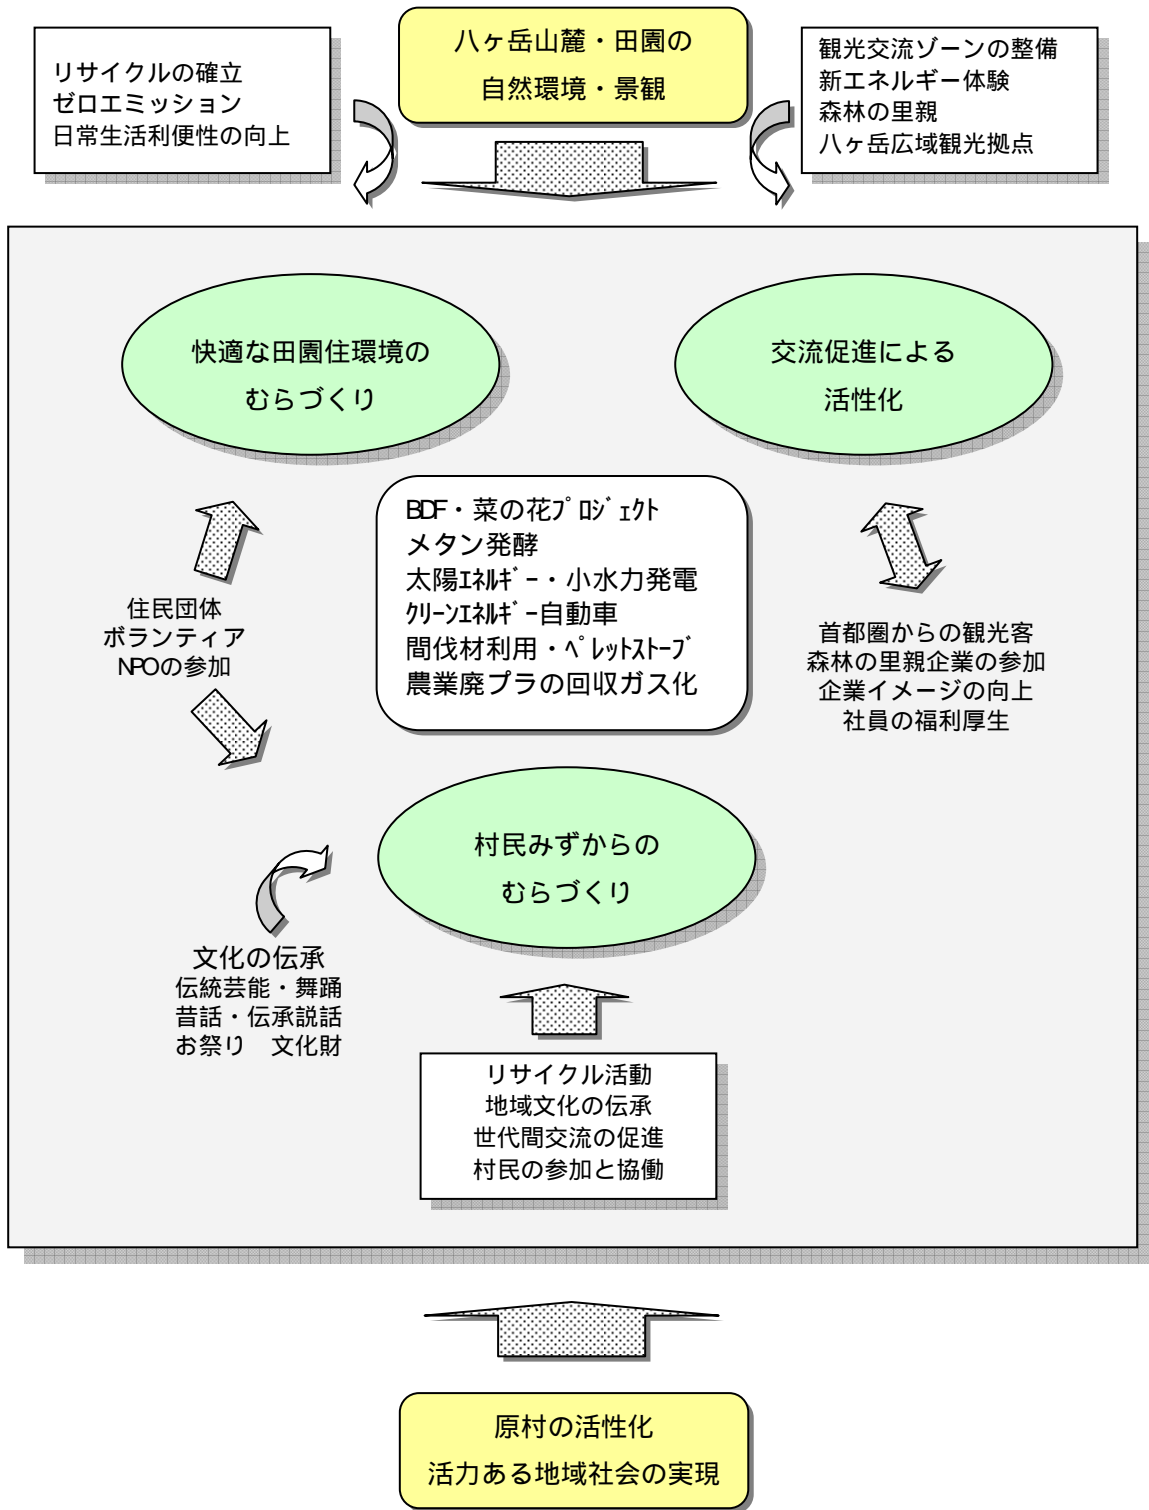 リサイクルの確立
ゼロエミッション
日常生活利便性の向上
八ヶ岳山麓・田園の
自然環境・景観
観光交流ゾーンの整備
新エネルギー体験
森林の里親
八ヶ岳広域観光拠点
快適な田園住環境の
むらづくり
交流促進による
活性化
BDF・菜の花ﾌﾟﾛｼﾞｪｸﾄ
メタン発酵
太陽ｴﾈﾙｷﾞｰ・小水力発電
ｸﾘｰﾝｴﾈﾙｷﾞｰ自動車
間伐材利用・ﾍﾟﾚｯﾄｽﾄｰﾌﾞ
農業廃プラの回収ガス化
住民団体
ボランティア
NPOの参加
首都圏からの観光客
森林の里親企業の参加
企業イメージの向上
社員の福利厚生
村民みずからの
むらづくり
文化の伝承
伝統芸能・舞踊
昔話・伝承説話
お祭り　文化財
リサイクル活動
地域文化の伝承
世代間交流の促進
村民の参加と協働
原村の活性化
活力ある地域社会の実現